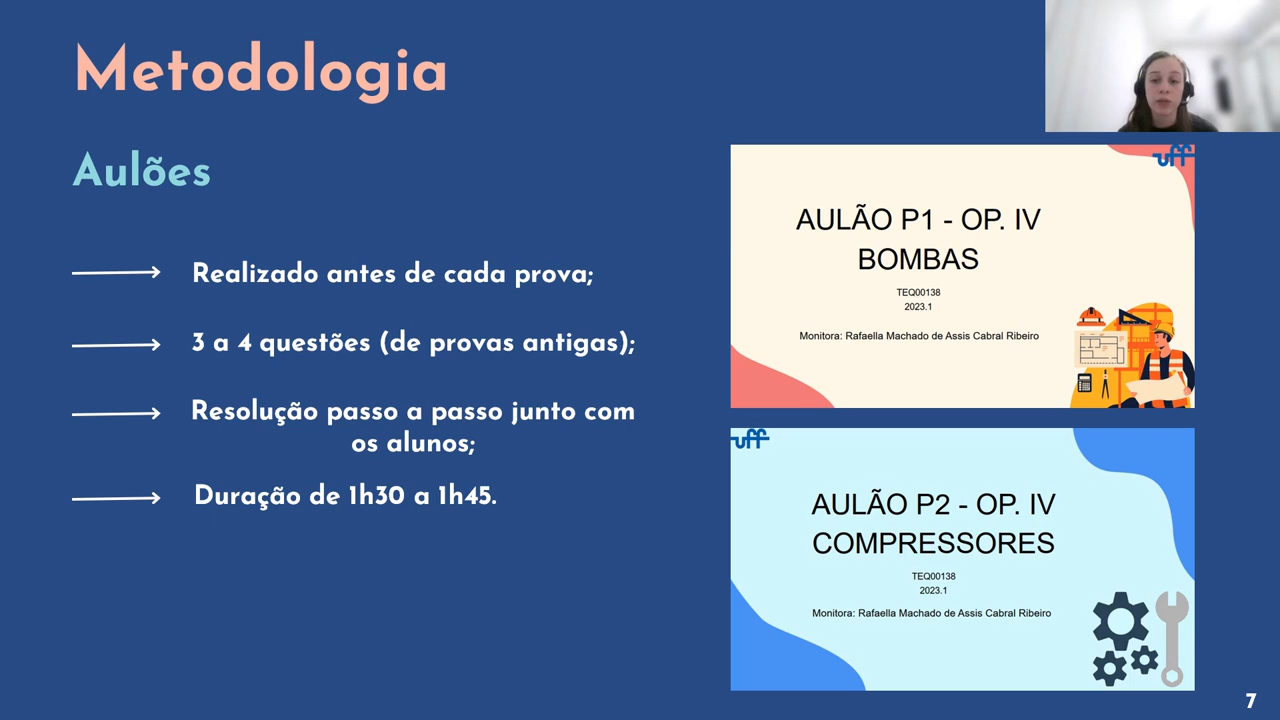 Metodologia
Aulões
Realizado antes de cada prova;
3 a 4 questões (de provas antigas);
Resolução passo a passo junto com
os alunos;
Duração de 1h30 a 1h45.
uff
AULÃO P1 - OP. IV
BOMBAS
TEQ00138
2023.1
Monitora: Rafaella Machado de Assis Cabral Ribeiro
uff
AULÃO P2 - OP. IV
COMPRESSORES
TEQ00138
2023.1
Monitora: Rafaella Machado de Assis Cabral Ribeiro
7